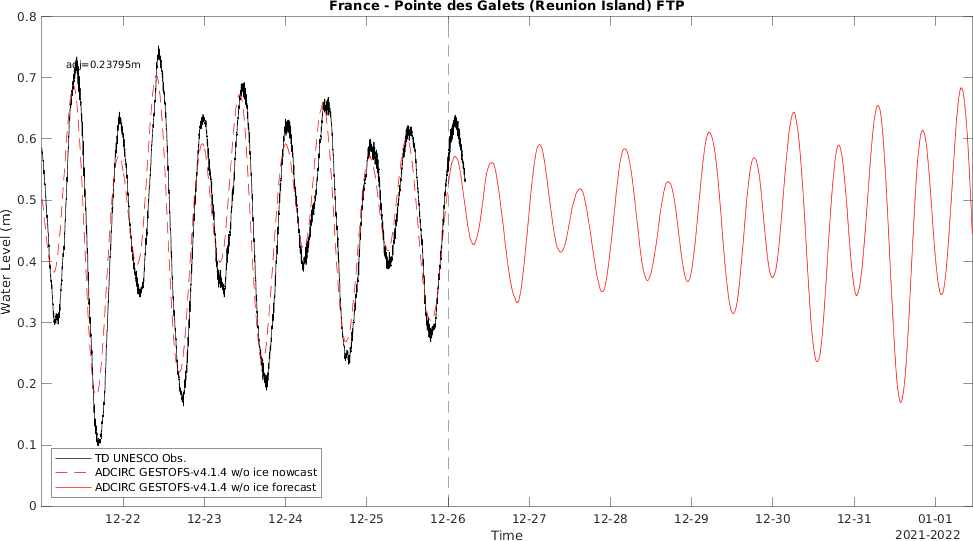 France - Pointe des Galets (Reunion Island) FTP
adj=0.23795m
0.8
0.7
0.6
0.5
0.4
0.3
0.2
0.1
0
Water Level (m)
TD UNESCO Obs.
ADCIRC GESTOFS-v4.1.4 w/o ice nowcast
ADCIRC GESTOFS-v4.1.4 w/o ice forecast
12-22 12-23 12-24 12-25 12-26 12-27 12-28 12-29 12-30 12-31 01-01
Time
2021-2022